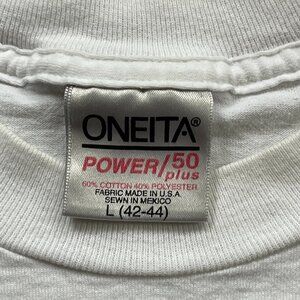 ONEITA®
POWER/50
plus
60% COTTON 40% POLYESTER
FABRIC MADE IN U.S.A.
SEWN IN MEXICO
L (42-44)